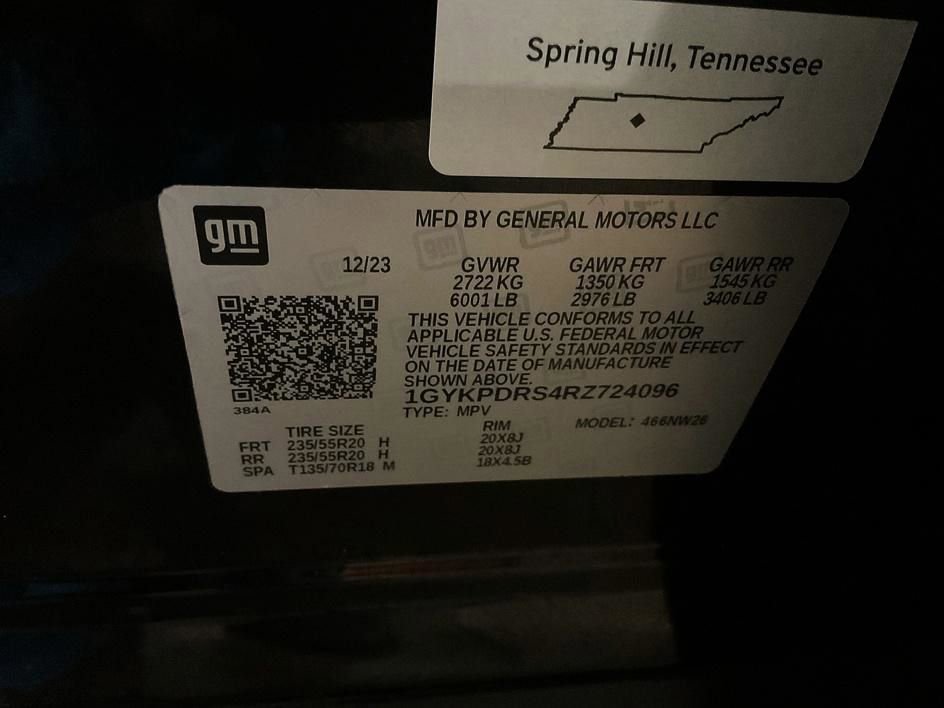 Spring Hill, Tennessee
gm
MFD BY GENERAL MOTORS LLC
12/23 GVWR GAWR FRT GAWR RR
2722 KG 1350 KG 1545 KG
6001 LB 2976 LB 3406 LB
THIS VEHICLE CONFORMS TO ALL
APPLICABLE U.S. FEDERAL MOTOR
VEHICLE SAFETY STANDARDS IN EFFECT
ON THE DATE OF MANUFACTURE
SHOWN ABOVE.
1GYKPDRS4RZ724096
384A
TYPE: MPV MODEL: 466NW26
TIRE SIZE RIM
FRT 235/55R20 H 20X8J
RR 235/55R20 H 20X8J
SPA T135/70R18 M 18X4.5B